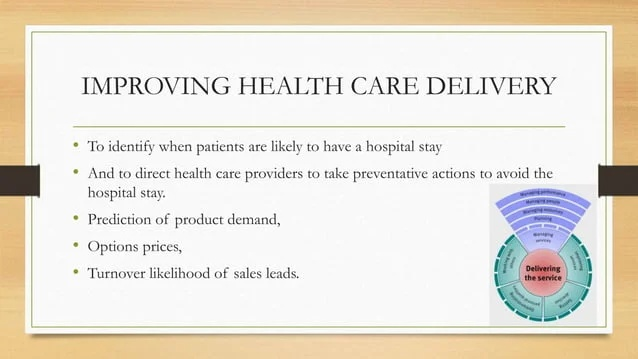 IMPROVING HEALTH CARE DELIVERY
• To identify when patients are likely to have a hospital stay
• And to direct health care providers to take preventative actions to avoid the
hospital stay.
• Prediction of product demand,
• Options prices,
• Turnover likelihood of sales leads.
Managing performance
Managing people
Managing resources
Planning
Managing
services
Delivering
the service